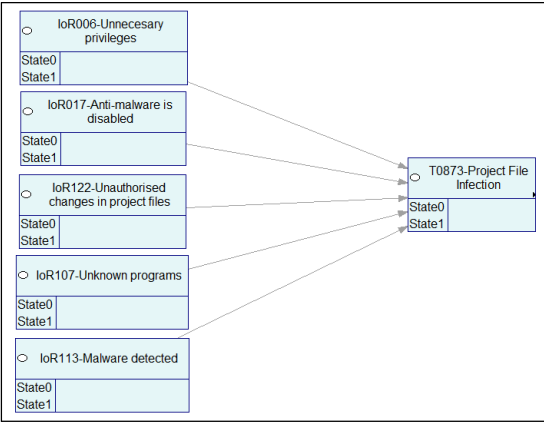 IoR006-Unnecesary
privileges
State0
State1
IoR017-Anti-malware is
disabled
State0
State1
IoR122-Unauthorised
changes in project files
State0
State1
IoR107-Unknown programs
State0
State1
IoR113-Malware detected
State0
State1
T0873-Project File
Infection
State0
State1